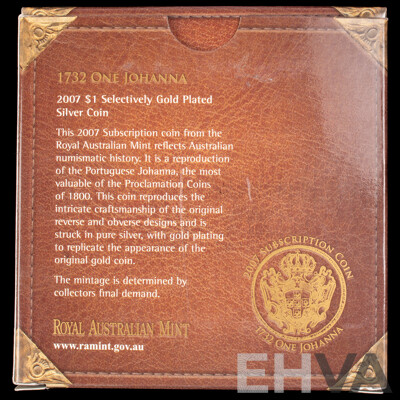 1732 One Johanna
2007 $1 Selectively Gold Plated
Silver Coin
This 2007 Subscription coin from the
Royal Australian Mint reflects Australian
numismatic history. It is a reproduction
of the Portuguese Johanna, the most
valuable of the Proclamation Coins
of 1800. This coin reproduces the
intricate craftsmanship of the original
reverse and obverse designs and is
struck in pure silver, with gold plating
to replicate the appearance of the
original gold coin.
The mintage is determined by
collectors final demand.
Royal Australian Mint
www.ramint.gov.au
2007 Subscription Coin
1732 One Johanna
EHVA